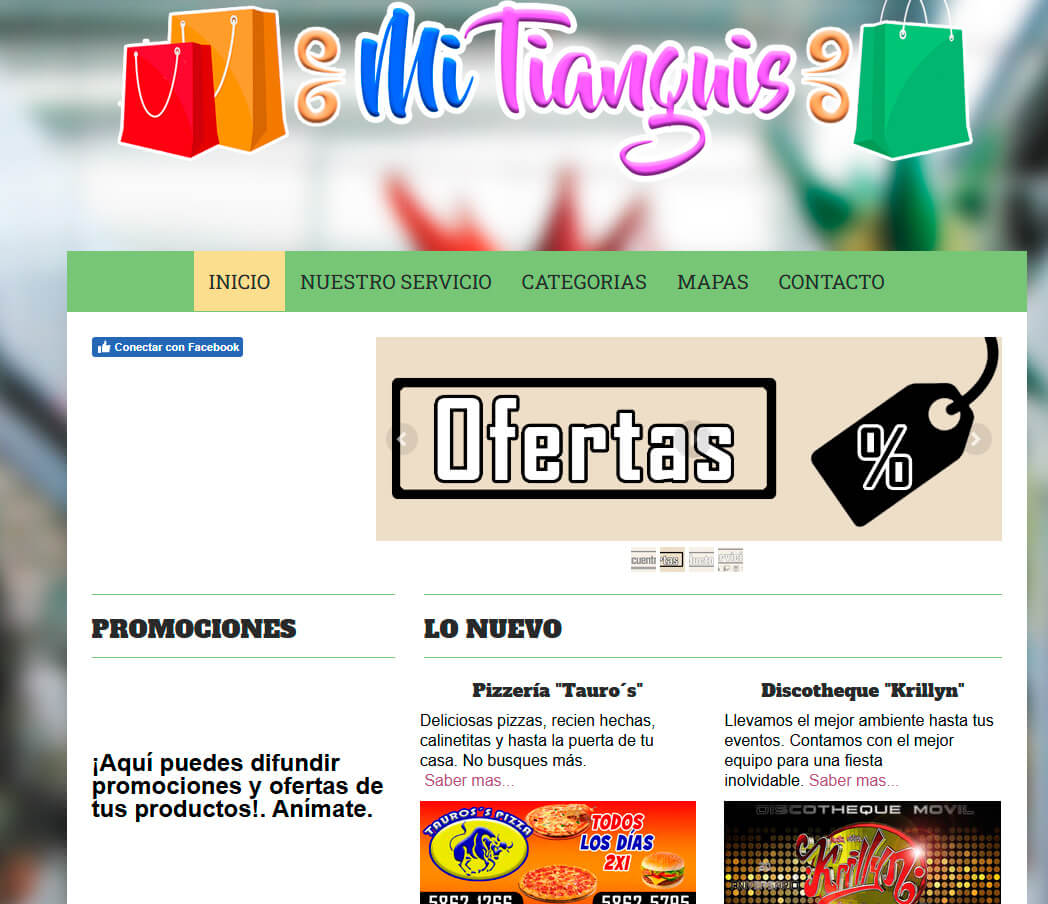 Mi Tianguis
INICIO NUESTRO SERVICIO CATEGORIAS MAPAS CONTACTO
Conectar con Facebook
Ofertas %
PROMOCIONES
¡Aquí puedes difundir
promociones y ofertas de
tus productos!. Anímate.
LO NUEVO
Pizzería "Tauro´s"
Deliciosas pizzas, recien hechas,
calinetitas y hasta la puerta de tu
casa. No busques más.
Saber mas...
TAUROS'S PIZZA
TODOS
LOS DÍAS
2X1
5862 1266 5862 5795
Discotheque "Krillyn"
Llevamos el mejor ambiente hasta tus
eventos. Contamos con el mejor
equipo para una fiesta
inolvidable. Saber mas...
DISCOTHEQUE MOVIL
Krillyn